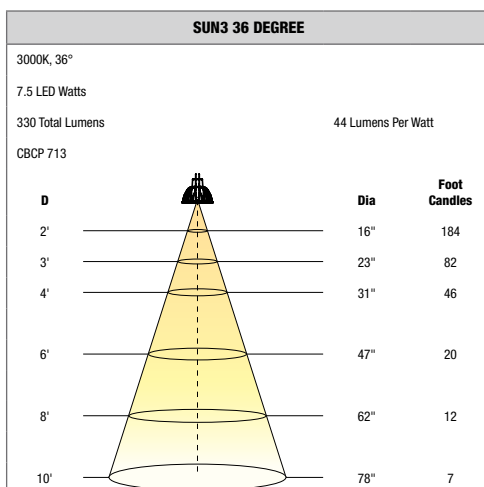 SUN3 36 DEGREE
3000K, 36°
7.5 LED Watts
330 Total Lumens 44 Lumens Per Watt
CBCP 713
D Dia Foot Candles
2' 16" 184
3' 23" 82
4' 31" 46
6' 47" 20
8' 62" 12
10' 78" 7